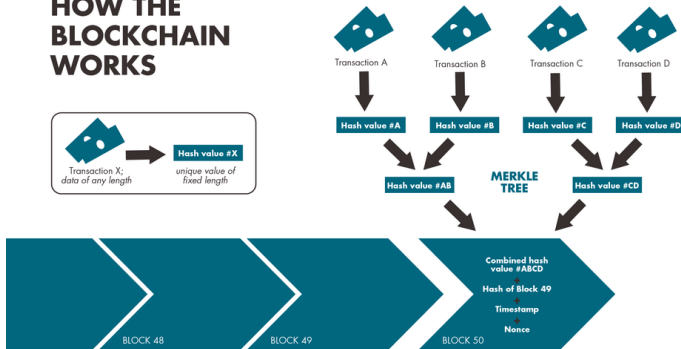 HOW THE
BLOCKCHAIN
WORKS
Transaction A
Transaction B
Transaction C
Transaction D
Hash value #A
Hash value #B
Hash value #C
Hash value #D
Hash value #X
Transaction X;
data of any length
unique value of
fixed length
Hash value #AB
MERKLE
TREE
Hash value #CD
Combined hash
value #ABCD
+
Hash of Block 49
+
Timestamp
+
Nonce
BLOCK 48
BLOCK 49
BLOCK 50